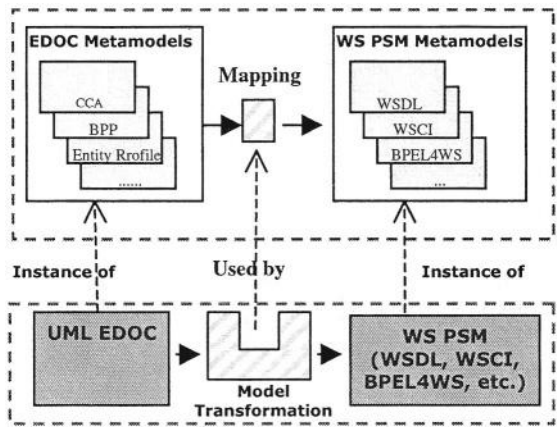 EDOC Metamodels
CCA
BPP
Entity Rrofile
......
Mapping
WS PSM Metamodels
WSDL
WSCI
BPEL4WS
...
Instance of
Used by
Instance of
UML EDOC
Model
Transformation
WS PSM
(WSDL, WSCI,
BPEL4WS, etc.)